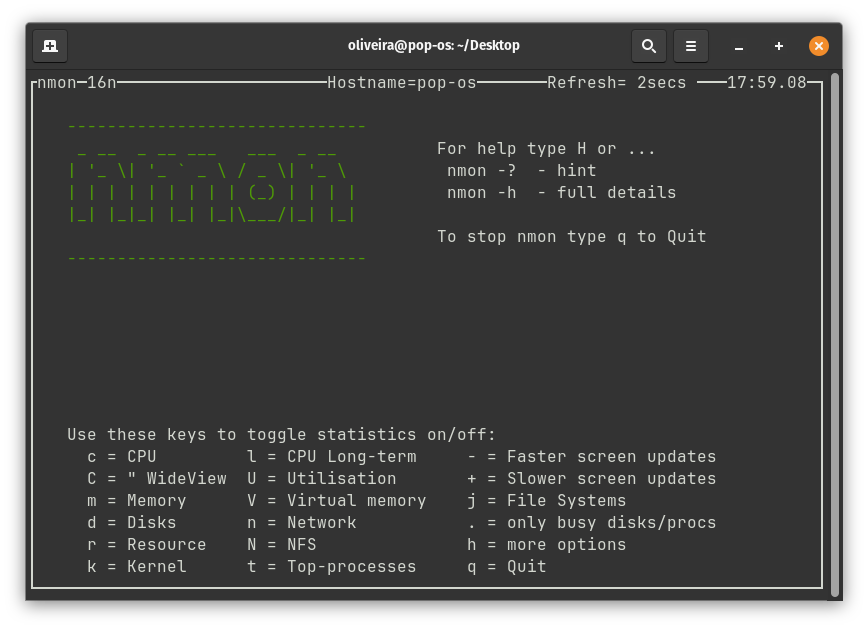 oliveira@pop-os: ~/Desktop
nmon 16n Hostname=pop-os Refresh= 2secs 17:59.08
------------------------------
 _ __  _ __ ___   ___  _ __
| '_ \| '_ ` _ \ / _ \| '_ \
| | | | | | | | | (_) | | | |
|_| |_|_| |_| |_|\___/|_| |_|
------------------------------
For help type H or ...
nmon -?  - hint
nmon -h  - full details
To stop nmon type q to Quit
Use these keys to toggle statistics on/off:
c = CPU l = CPU Long-term - = Faster screen updates
C = " WideView U = Utilisation + = Slower screen updates
m = Memory V = Virtual memory j = File Systems
d = Disks n = Network . = only busy disks/procs
r = Resource N = NFS h = more options
k = Kernel t = Top-processes q = Quit